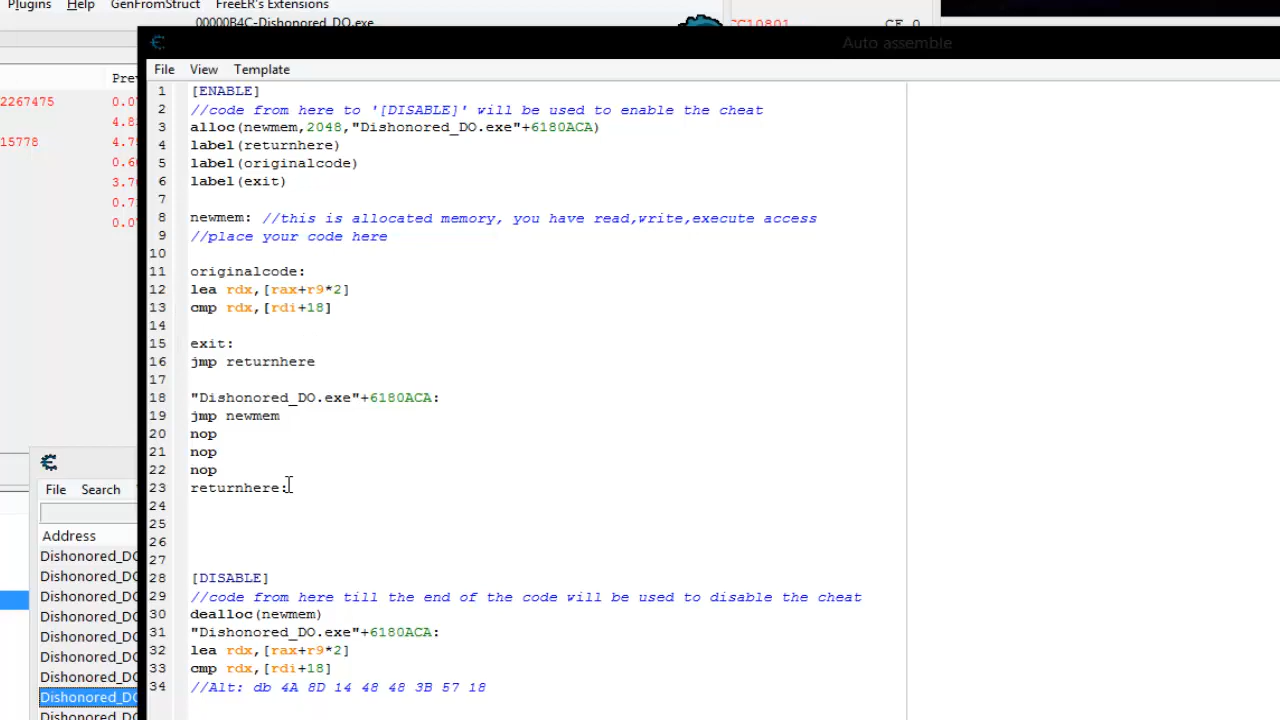 Plugins Help GenFromStruct FreeER's Extensions
00000B4C-Dishonored_DO.exe
CC10801 CF 0
Auto assemble
File View Template
2267475
15778
1 [ENABLE]
2 //code from here to '[DISABLE]' will be used to enable the cheat
3 alloc(newmem,2048,"Dishonored_DO.exe"+6180ACA)
4 label(returnhere)
5 label(originalcode)
6 label(exit)
7
8 newmem: //this is allocated memory, you have read,write,execute access
9 //place your code here
10
11 originalcode:
12 lea rdx,[rax+r9*2]
13 cmp rdx,[rdi+18]
14
15 exit:
16 jmp returnhere
17
18 "Dishonored_DO.exe"+6180ACA:
19 jmp newmem
20 nop
21 nop
22 nop
23 returnhere:
24
25
26
27
28 [DISABLE]
29 //code from here till the end of the code will be used to disable the cheat
30 dealloc(newmem)
31 "Dishonored_DO.exe"+6180ACA:
32 lea rdx,[rax+r9*2]
33 cmp rdx,[rdi+18]
34 //Alt: db 4A 8D 14 48 48 3B 57 18
File Search
Address
Dishonored_DO
Dishonored_DO
Dishonored_DO
Dishonored_DO
Dishonored_DO
Dishonored_DO
Dishonored_DO
Dishonored_DO